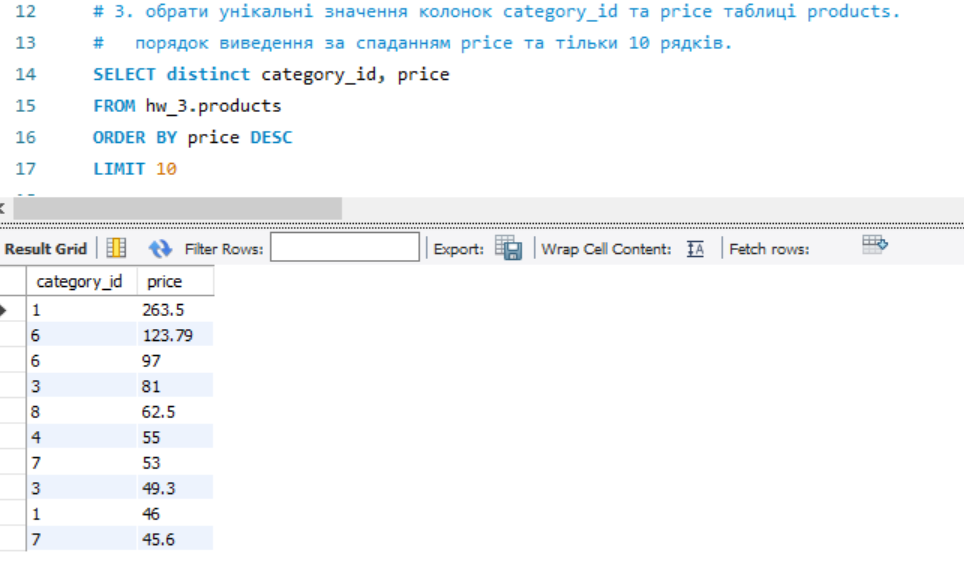 12 # 3. обрати унікальні значення колонок category_id та price таблиці products.
13 # порядок виведення за спаданням price та тільки 10 рядків.
14 SELECT distinct category_id, price
15 FROM hw_3.products
16 ORDER BY price DESC
17 LIMIT 10
Result Grid Filter Rows: Export: Wrap Cell Content: Fetch rows:
category_id price
1 263.5
6 123.79
6 97
3 81
8 62.5
4 55
7 53
3 49.3
1 46
7 45.6